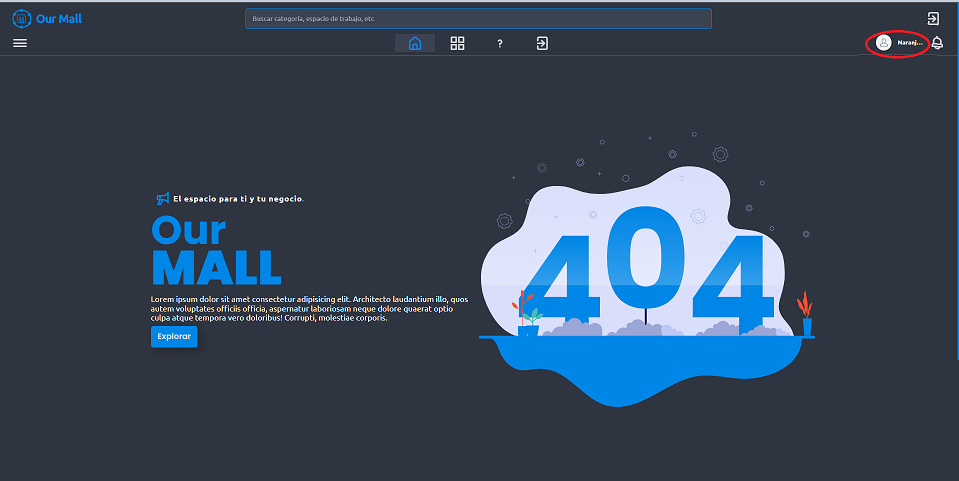 Our Mall
Buscar categoría, espacio de trabajo, etc
?
Naranj...
El espacio para ti y tu negocio.
Our
MALL
Lorem ipsum dolor sit amet consectetur adipisicing elit. Architecto laudantium illo, quos
autem voluptates officiis officia, aspernatur laboriosam neque dolore quaerat optio
culpa atque tempora vero doloribus! Corrupti, molestiae corporis.
Explorar
404